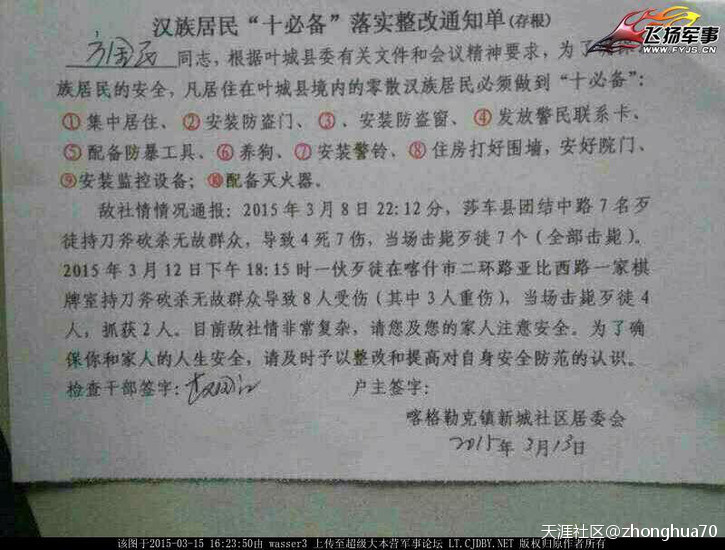 汉族居民“十必备”落实整改通知单(存根)
飞扬军事
WWW.FYJS.CN
方国民 同志，根据叶城县委有关文件和会议精神要求，为了
族居民的安全，凡居住在叶城县境内的零散汉族居民必须做到“十必备”：
①集中居住、②安装防盗门、③、安装防盗窗、④发放警民联系卡、
⑤配备防暴工具、⑥养狗、⑦安装警铃、⑧住房打好围墙，安好院门、
⑨安装监控设备；⑩配备灭火器。
敌社情情况通报：2015年3月8日22:12分，莎车县团结中路7名歹
徒持刀斧砍杀无故群众，导致4死7伤，当场击毙歹徒7个（全部击毙）。
2015年3月12日下午18:15时一伙歹徒在喀什市二环路亚比西路一家棋
牌室持刀斧砍杀无故群众导致8人受伤（其中3人重伤），当场击毙歹徒4
人，抓获2人。目前敌社情非常复杂，请您及您的家人注意安全。为了确
保你和家人的人生安全，请及时予以整改和提高对自身安全防范的认识。
检查干部签字： 户主签字：
喀格勒克镇新城社区居委会
2015年3月13日
天涯社区@zhonghua70
该图于2015-03-15 16:23:50由 wasser3 上传至超级大本营军事论坛 LT.CJDBY.NET 版权归原作者所有